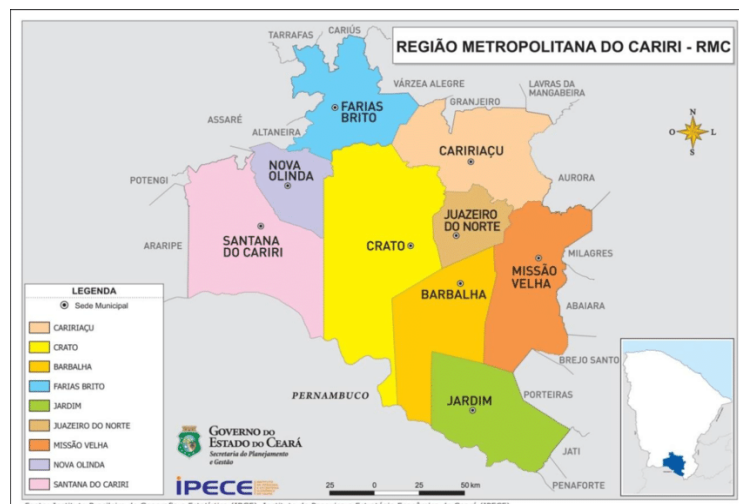 REGIÃO METROPOLITANA DO CARIRI - RMC
TARRAFAS
CARIÚS
FARIAS
BRITO
VÁRZEA ALEGRE
GRANJEIRO
LAVRAS DA
MANGABEIRA
ASSARÉ
ALTANEIRA
N
O
L
S
CARIRIAÇU
NOVA
OLINDA
POTENGI
AURORA
JUAZEIRO
DO NORTE
SANTANA
DO CARIRI
CRATO
ARARIPE
MILAGRES
MISSÃO
VELHA
BARBALHA
ABAIARA
BREJO SANTO
PERNAMBUCO
JARDIM
PORTEIRAS
JATI
PENAFORTE
LEGENDA
Sede Municipal
CARIRIAÇU
CRATO
BARBALHA
FARIAS BRITO
JARDIM
JUAZEIRO DO NORTE
MISSÃO VELHA
NOVA OLINDA
SANTANA DO CARIRI
GOVERNO DO
ESTADO DO CEARÁ
Secretaria do Planejamento
e Gestão
IPECE
25 0 25 50 km